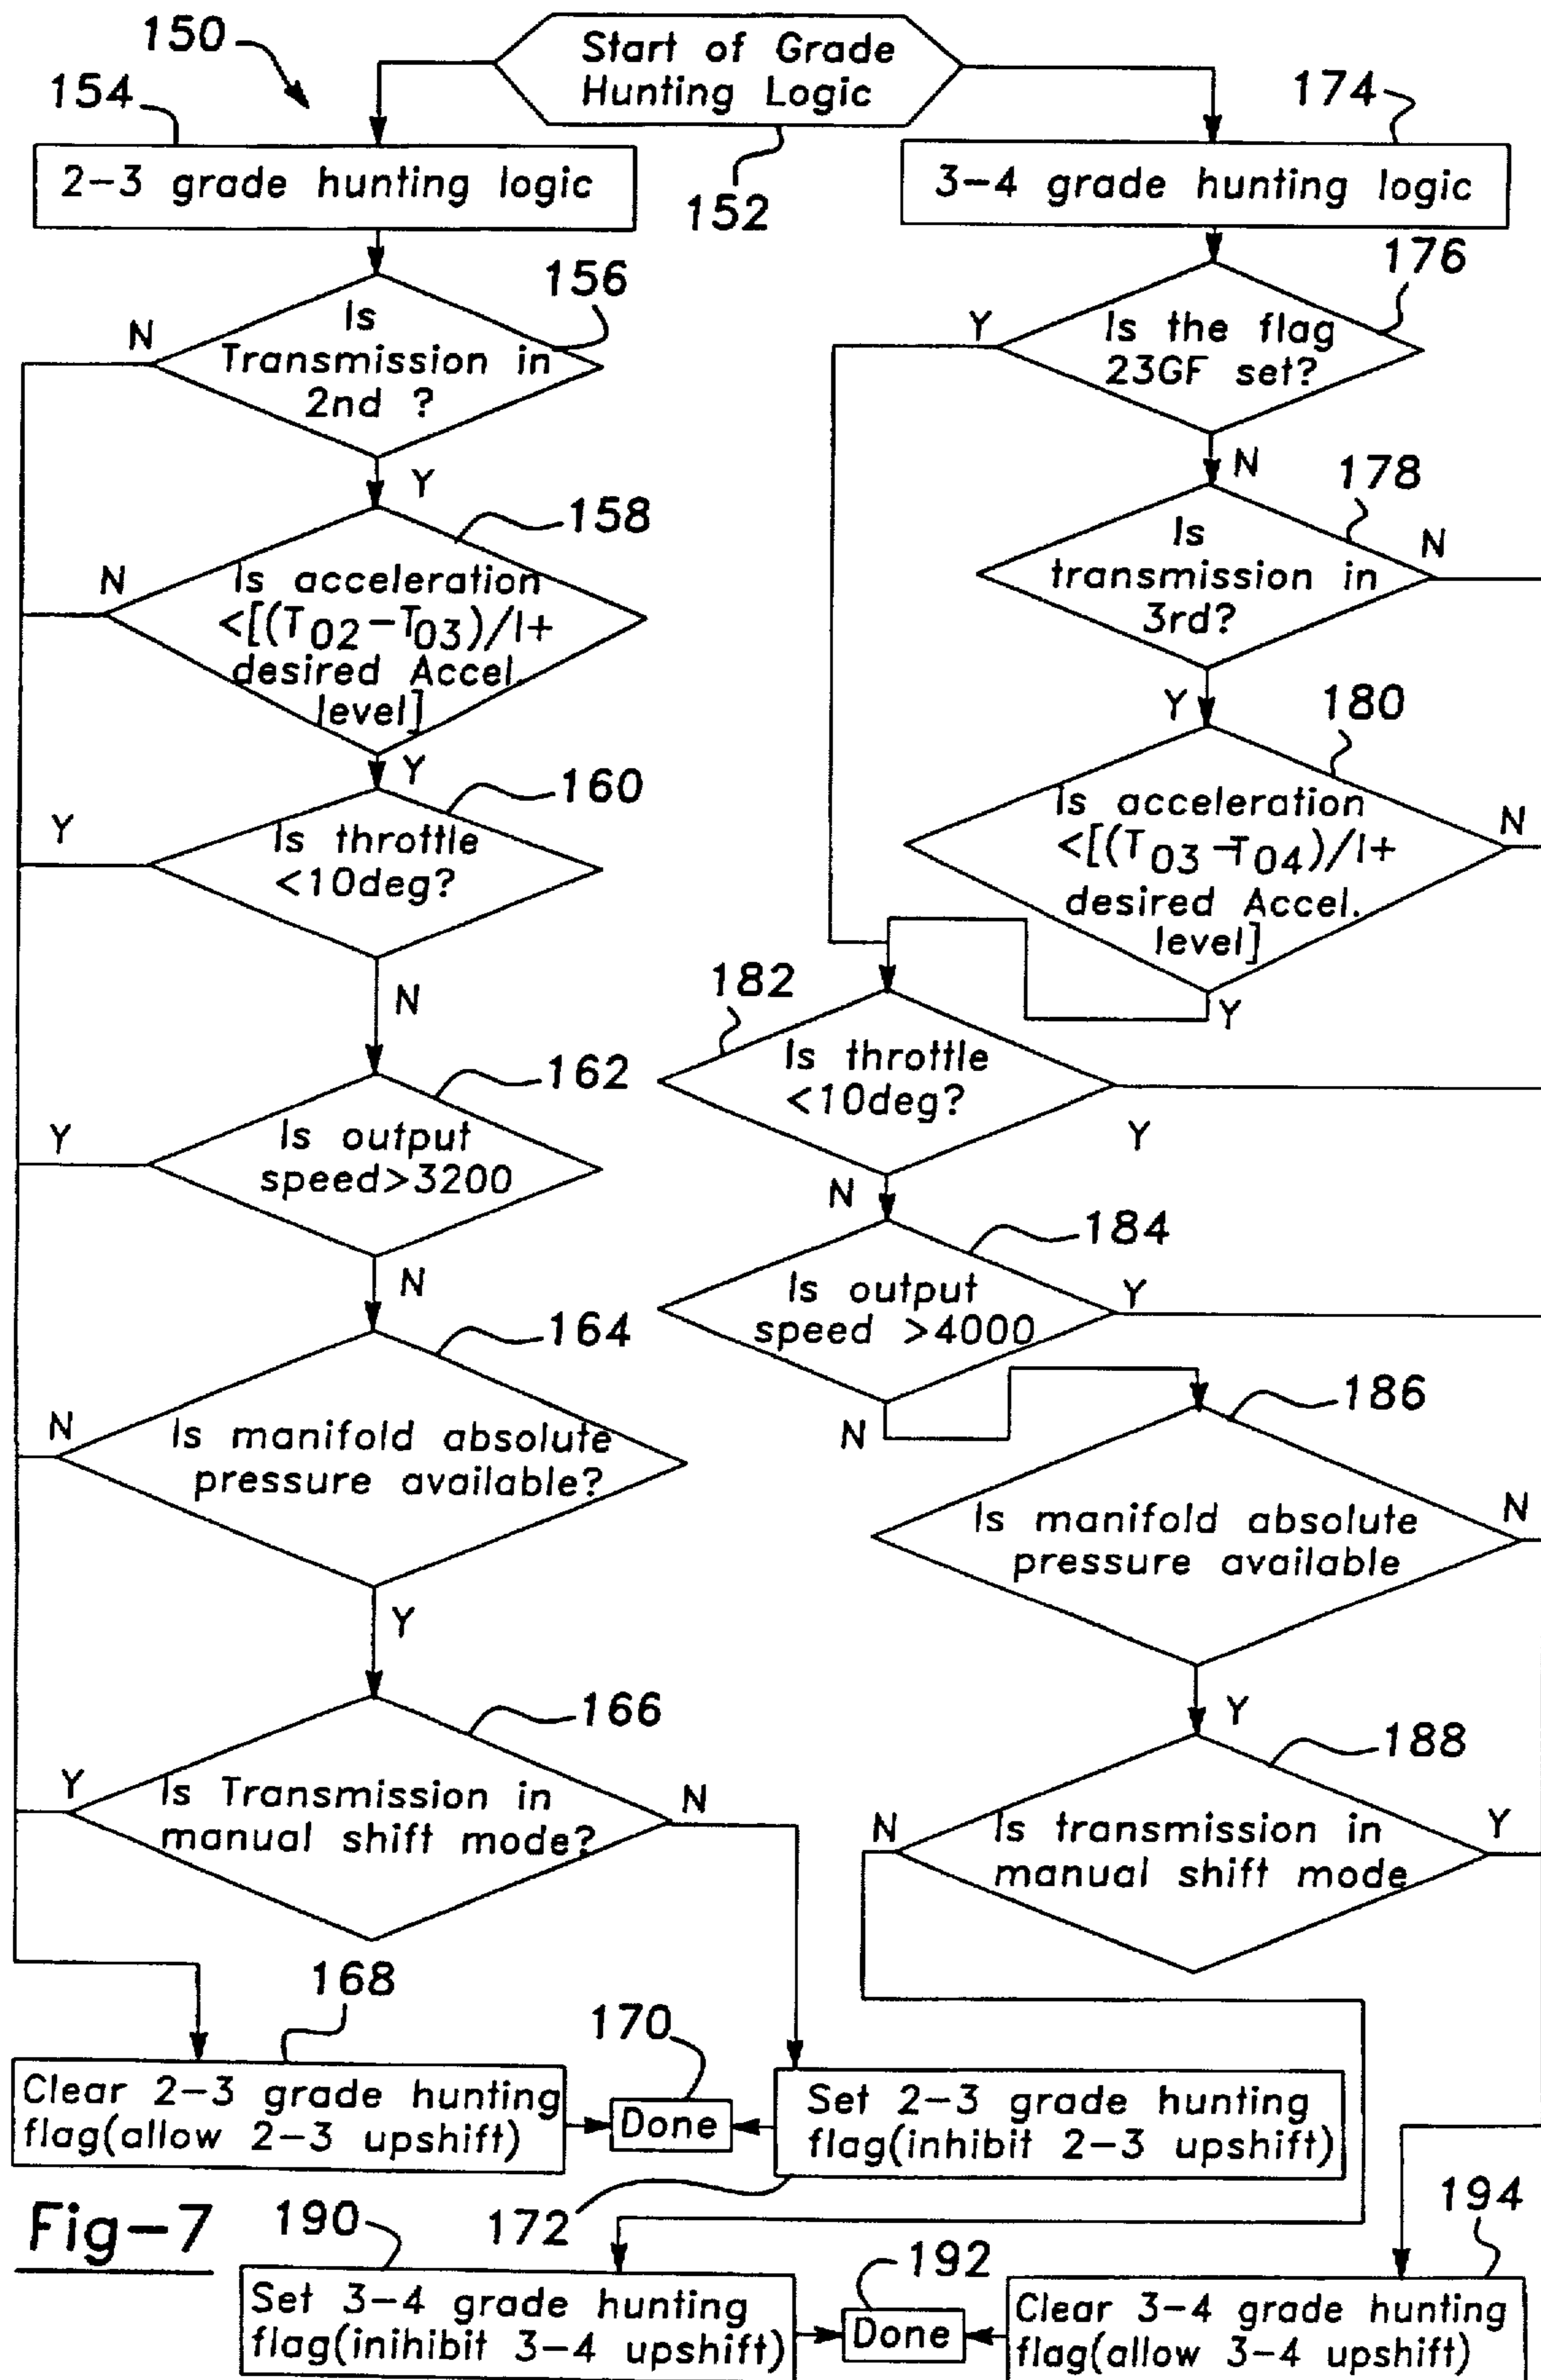 150
Start of Grade
Hunting Logic
152
154
2-3 grade hunting logic
156
Is
Transmission in
2nd ?
N
Y
158
Is acceleration
<[(T02-T03)/I+
desired Accel.
level]
N
Y
160
Is throttle
<10deg?
Y
N
162
Is output
speed>3200
Y
N
164
Is manifold absolute
pressure available?
N
Y
166
Is Transmission in
manual shift mode?
Y
N
168
Clear 2-3 grade hunting
flag(allow 2-3 upshift)
170
Done
Set 2-3 grade hunting
flag(inhibit 2-3 upshift)
172
174
3-4 grade hunting logic
176
Is the flag
23GF set?
Y
N
178
Is
transmission in
3rd?
N
Y
180
Is acceleration
<[(T03-T04)/I+
desired Accel.
level]
N
Y
182
Is throttle
<10deg?
Y
N
184
Is output
speed >4000
Y
N
186
Is manifold absolute
pressure available
N
Y
188
Is transmission in
manual shift mode
N
Y
190
Set 3-4 grade hunting
flag(inihibit 3-4 upshift)
192
Done
194
Clear 3-4 grade hunting
flag(allow 3-4 upshift)
Fig-7